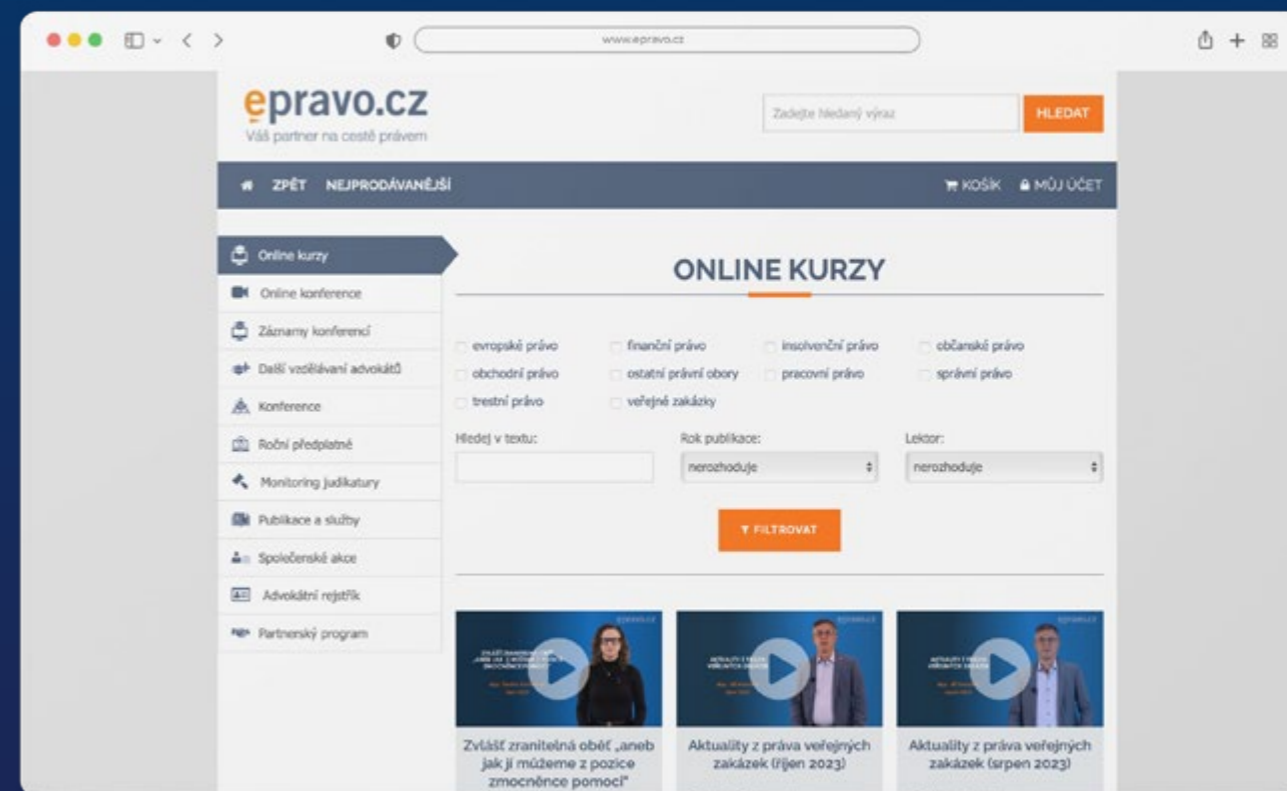 www.epravo.cz
epravo.cz
Váš partner na cestě právem
Zadejte hledaný výraz
HLEDAT
ZPĚT NEJPRODÁVANĚJŠÍ
KOŠÍK MŮJ ÚČET
Online kurzy
Online konference
Záznamy konferencí
Další vzdělávaní advokátů
Konference
Roční předplatné
Monitoring judikatury
Publikace a služby
Společenské akce
Advokátní rejstřík
Partnerský program
ONLINE KURZY
evropské právo finanční právo insolvenční právo občanské právo
obchodní právo ostatní právní obory pracovní právo správní právo
trestní právo veřejné zakázky
Hledej v textu: Rok publikace: Lektor:
nerozhoduje nerozhoduje
FILTROVAT
Zvlášť zranitelná oběť „aneb
jak jí můžeme z pozice
zmocněnce pomoci"
Aktuality z práva veřejných
zakázek (říjen 2023)
Aktuality z práva veřejných
zakázek (srpen 2023)